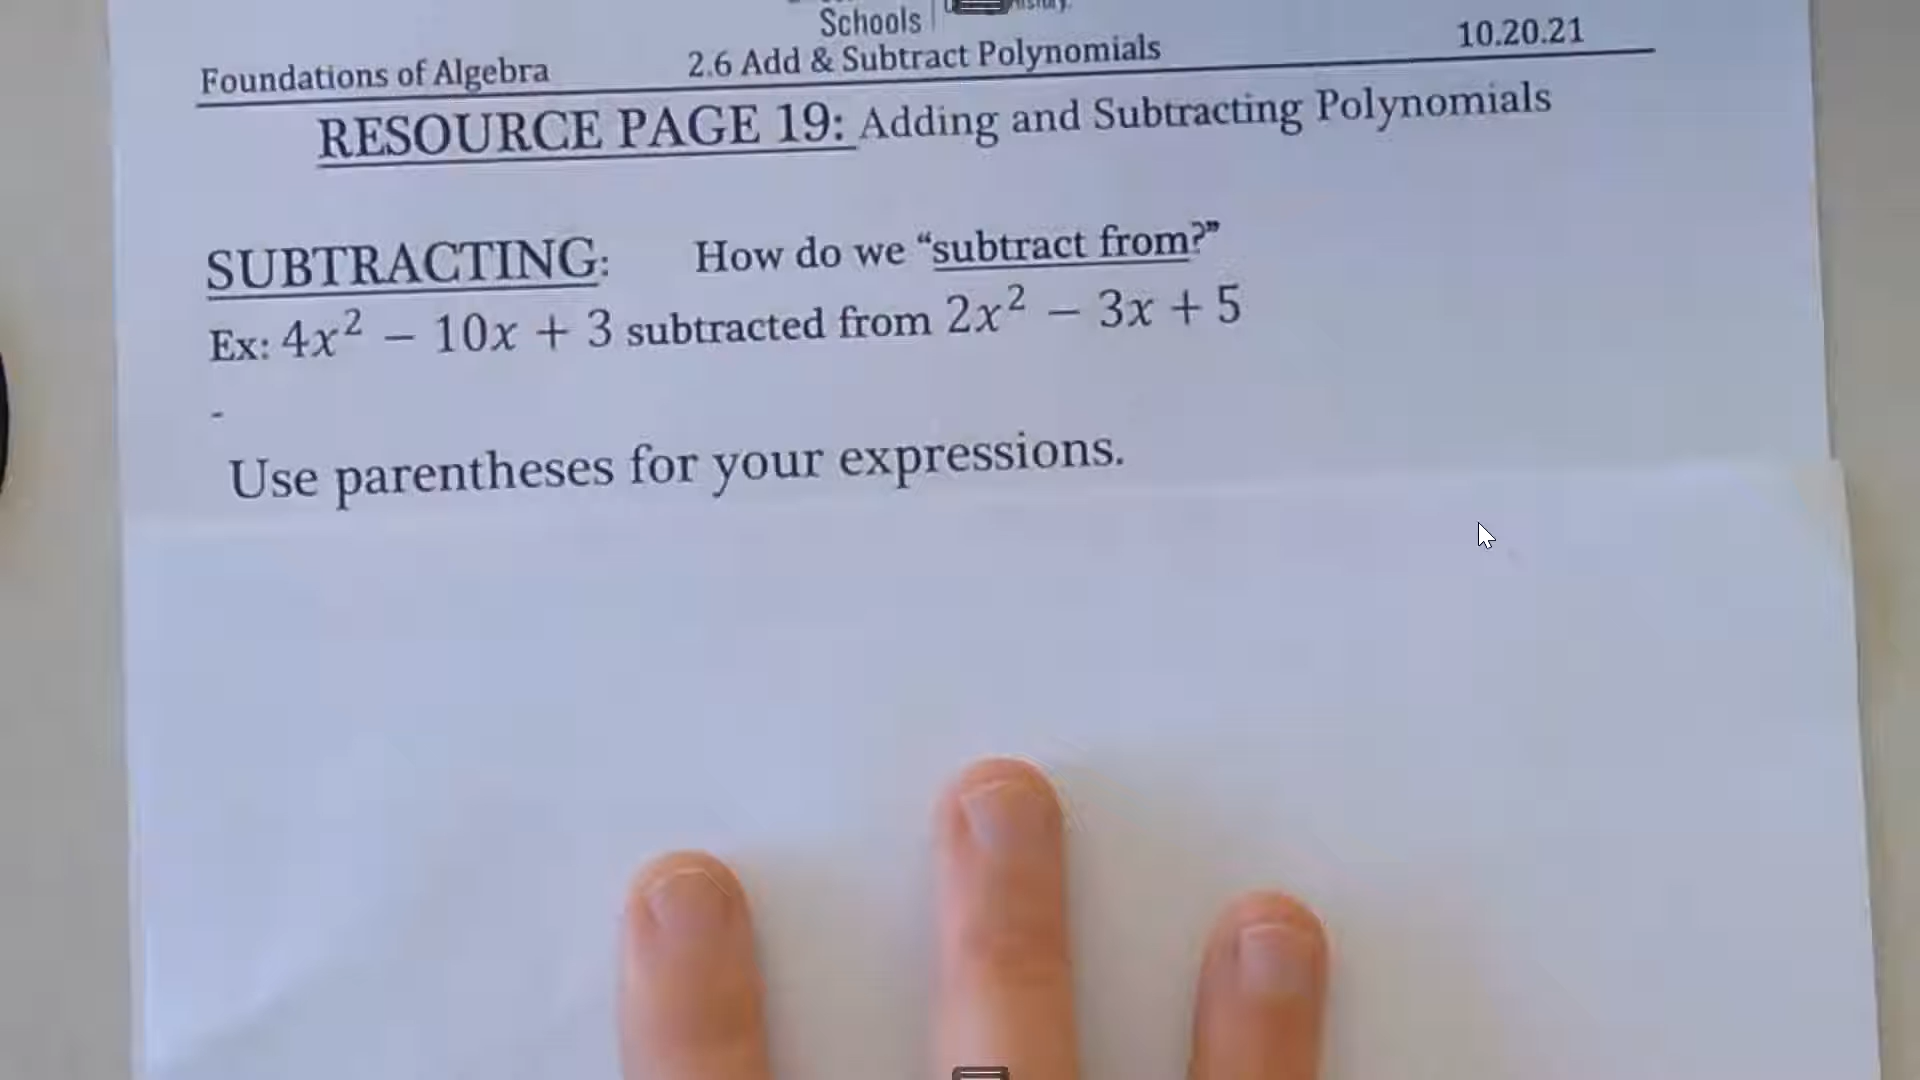 Schools
Foundations of Algebra 2.6 Add & Subtract Polynomials 10.20.21
RESOURCE PAGE 19: Adding and Subtracting Polynomials
SUBTRACTING: How do we “subtract from?”
Ex: 4x² − 10x + 3 subtracted from 2x² − 3x + 5
-
Use parentheses for your expressions.